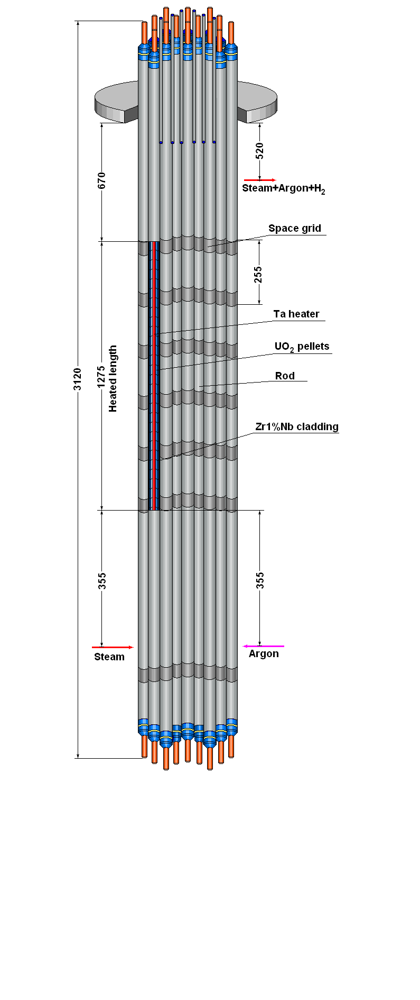 670
520
Steam+Argon+H2
Space grid
255
Ta heater
UO2 pellets
3120
1275
Heated length
Rod
Zr1%Nb cladding
355
355
Steam
Argon